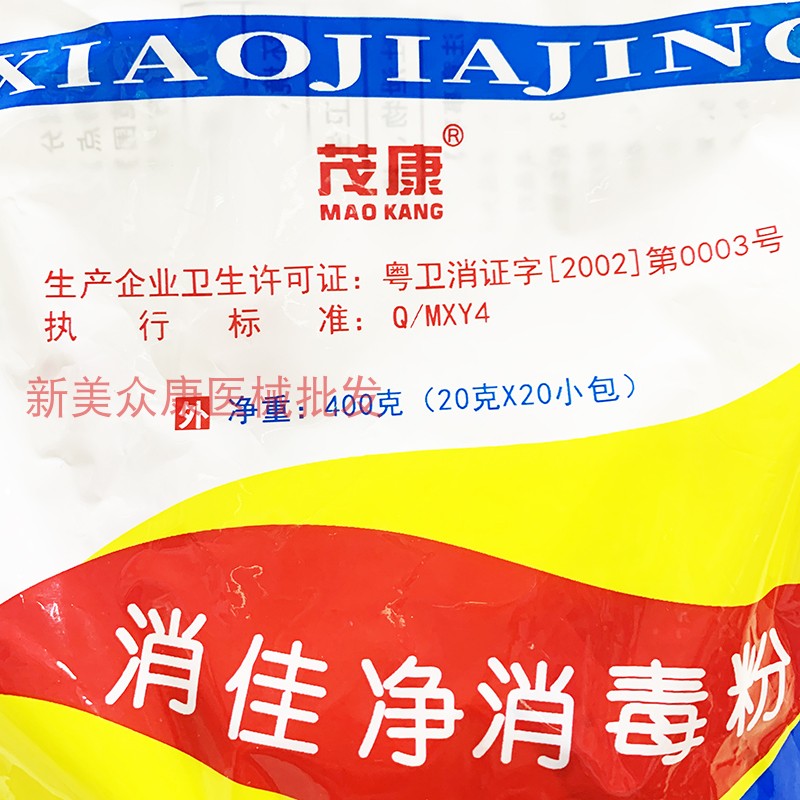 XIAOJIAJING
茂康®
MAO KANG
生产企业卫生许可证：粤卫消证字[2002]第0003号
执行标准：Q/MXY4
新美众康医械批发
外 净重：400克（20克X20小包）
消佳净消毒粉